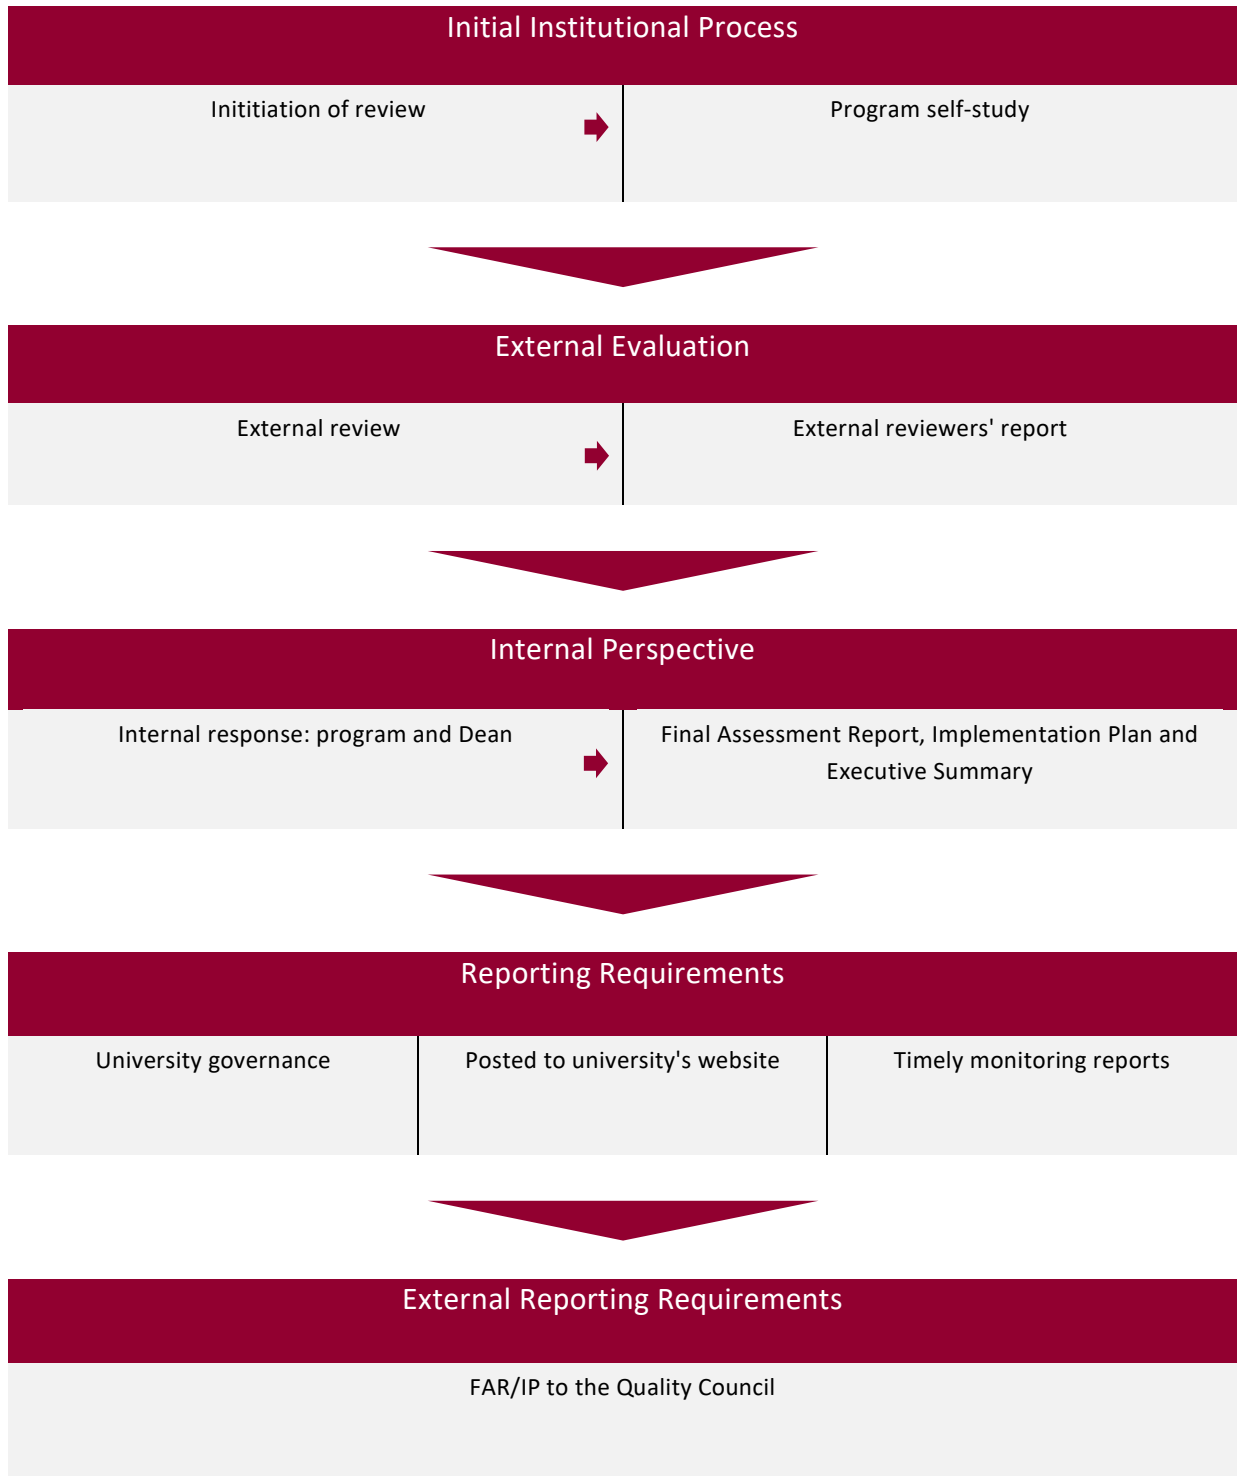 Initial Institutional Process
Inititiation of review
Program self-study
External Evaluation
External review
External reviewers' report
Internal Perspective
Internal response: program and Dean
Final Assessment Report, Implementation Plan and
Executive Summary
Reporting Requirements
University governance
Posted to university's website
Timely monitoring reports
External Reporting Requirements
FAR/IP to the Quality Council